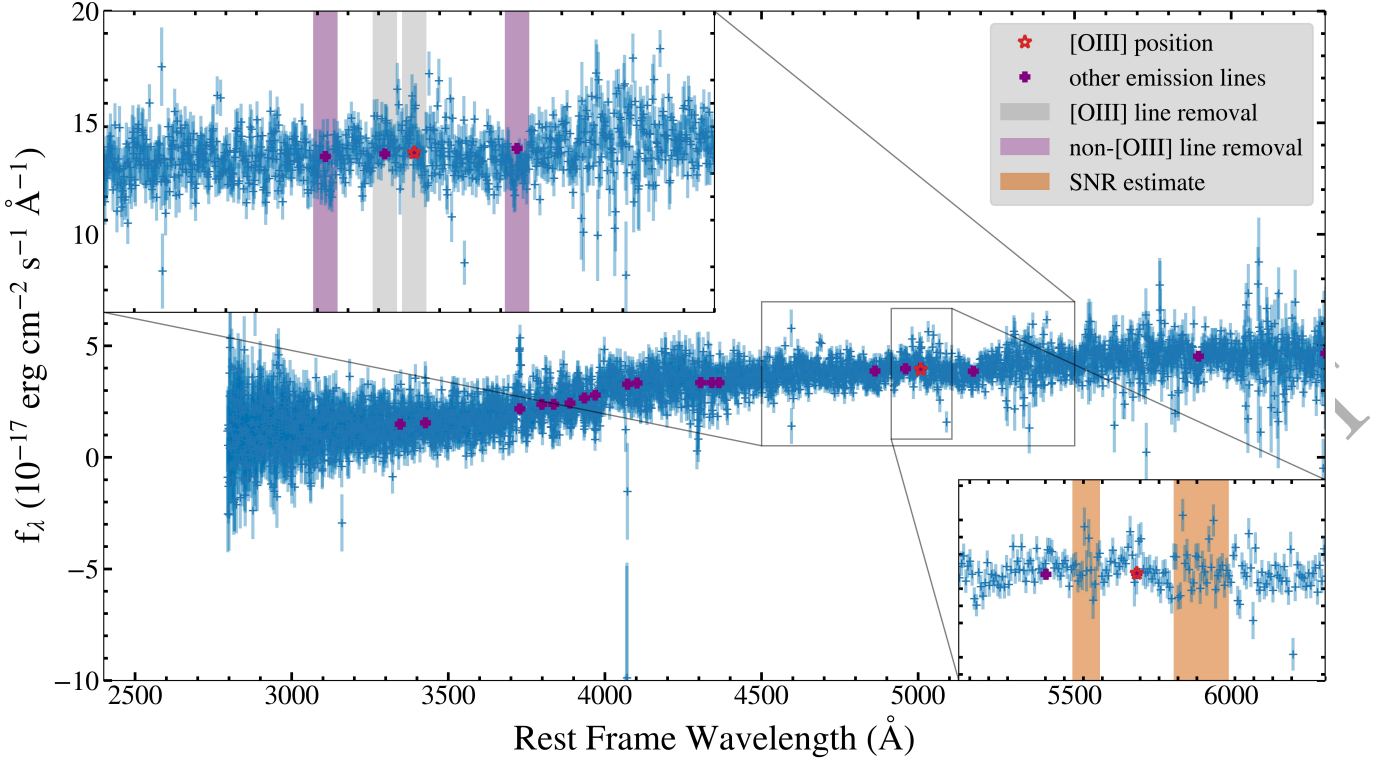 20
15
10
5
0
−5
−10
f_λ (10⁻¹⁷ erg cm⁻² s⁻¹ Å⁻¹)
[OIII] position
other emission lines
[OIII] line removal
non-[OIII] line removal
SNR estimate
2500 3000 3500 4000 4500 5000 5500 6000
Rest Frame Wavelength (Å)